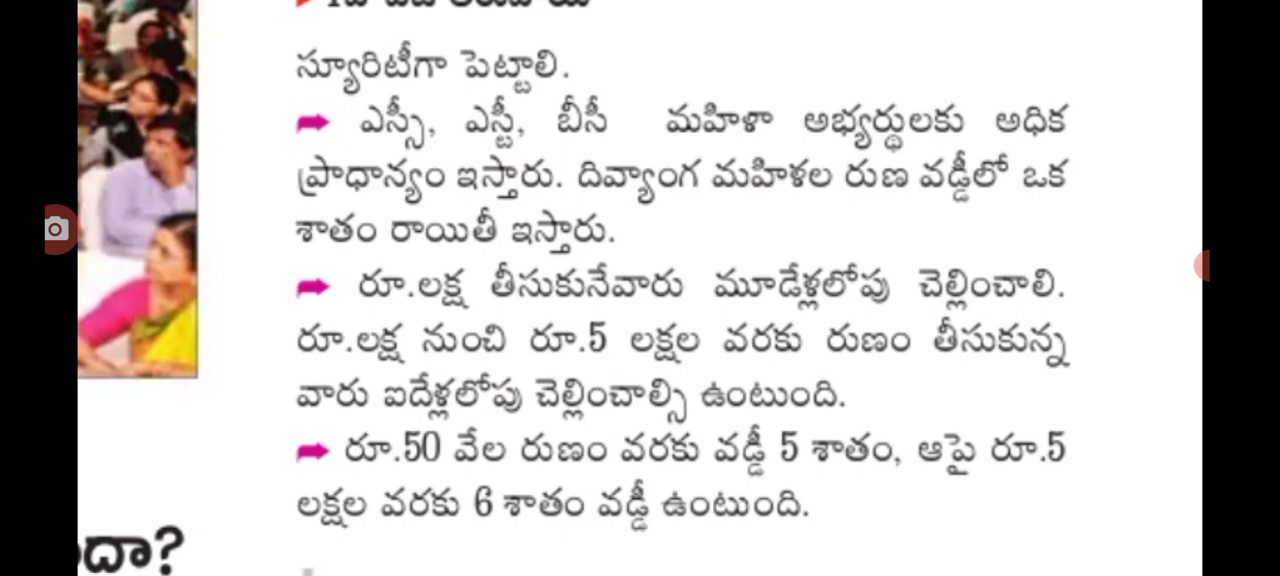 స్యూరిటీగా పెట్టాలి.
➡ ఎస్సీ, ఎస్టీ, బీసీ మహిళా అభ్యర్థులకు అధిక
ప్రాధాన్యం ఇస్తారు. దివ్యాంగ మహిళల రుణ వడ్డీలో ఒక
శాతం రాయితీ ఇస్తారు.
➡ రూ.లక్ష తీసుకునేవారు మూడేళ్లలోపు చెల్లించాలి.
రూ.లక్ష నుంచి రూ.5 లక్షల వరకు రుణం తీసుకున్న
వారు ఐదేళ్లలోపు చెల్లించాల్సి ఉంటుంది.
➡ రూ.50 వేల రుణం వరకు వడ్డీ 5 శాతం, ఆపై రూ.5
లక్షల వరకు 6 శాతం వడ్డీ ఉంటుంది.